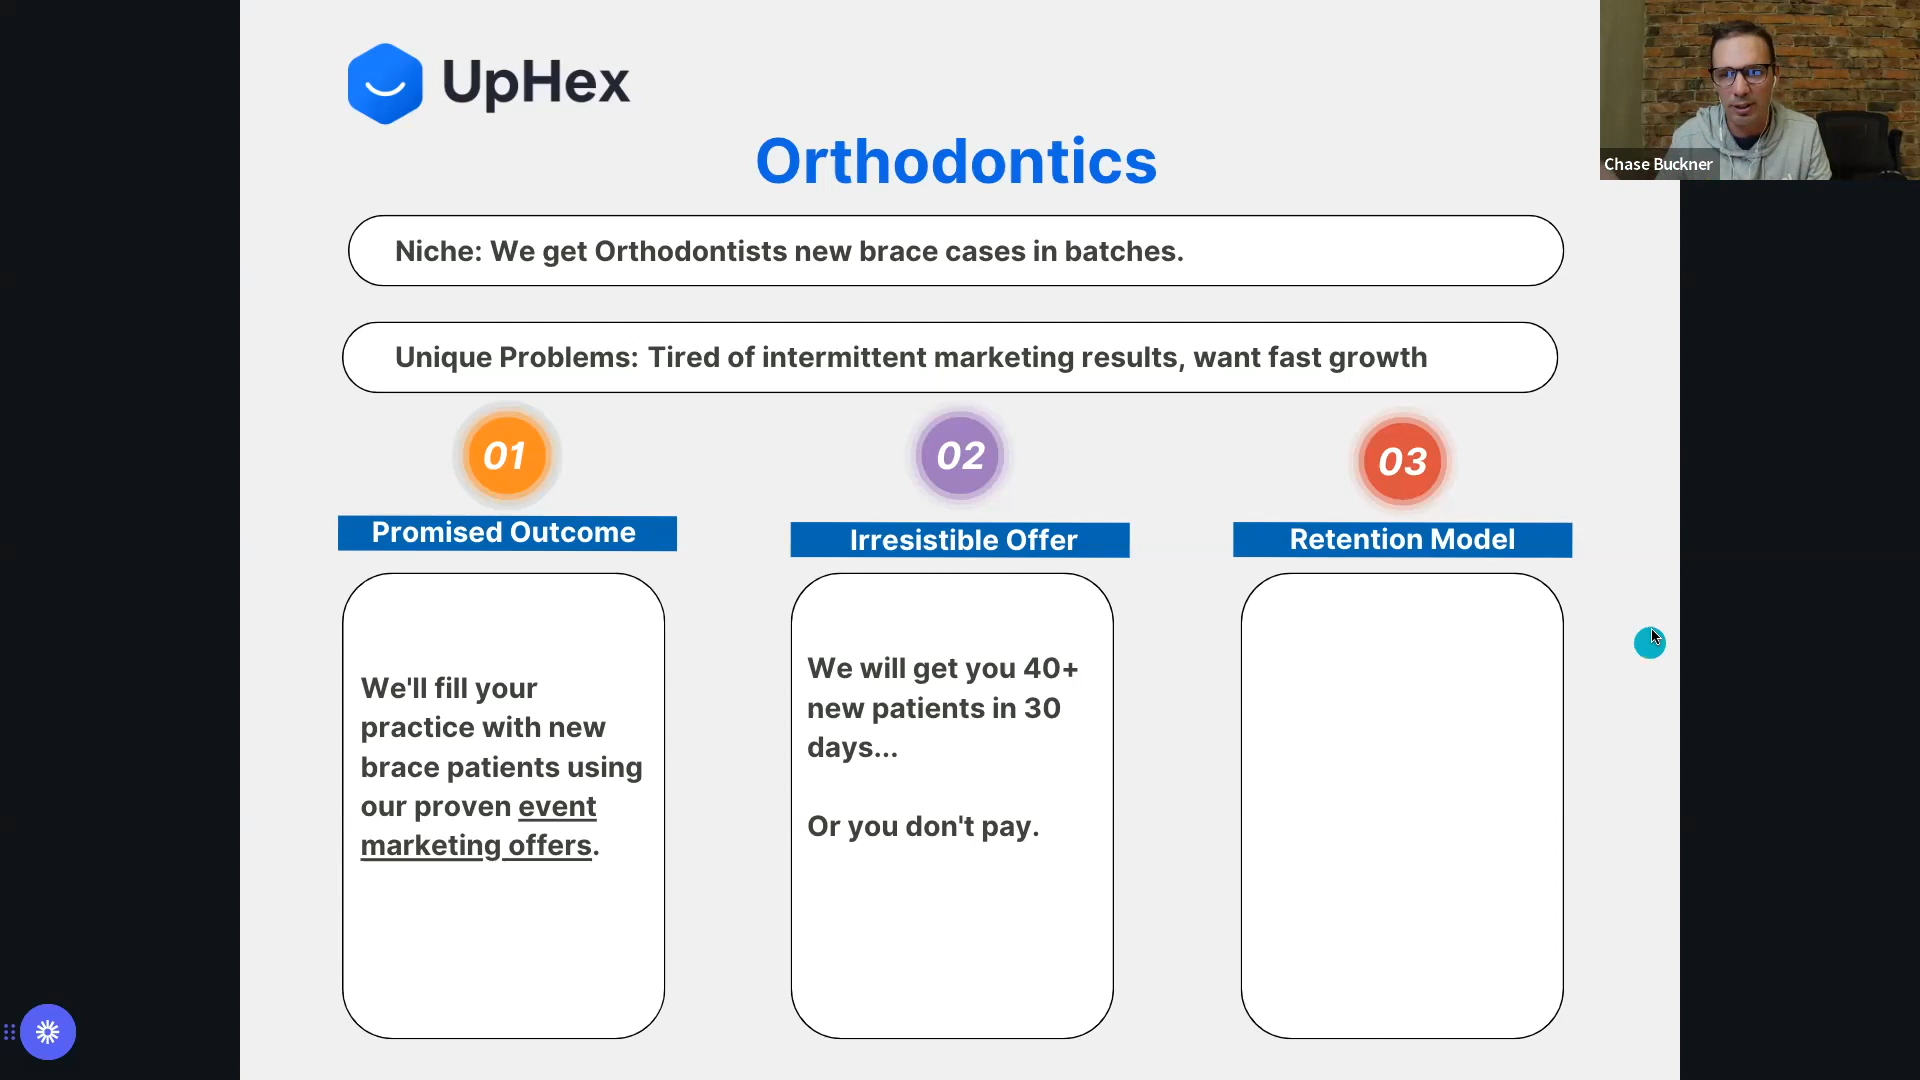 UpHex
Orthodontics
Chase Buckner
Niche: We get Orthodontists new brace cases in batches.
Unique Problems: Tired of intermittent marketing results, want fast growth
01
Promised Outcome
We'll fill your
practice with new
brace patients using
our proven event
marketing offers.
02
Irresistible Offer
We will get you 40+
new patients in 30
days...
Or you don't pay.
03
Retention Model